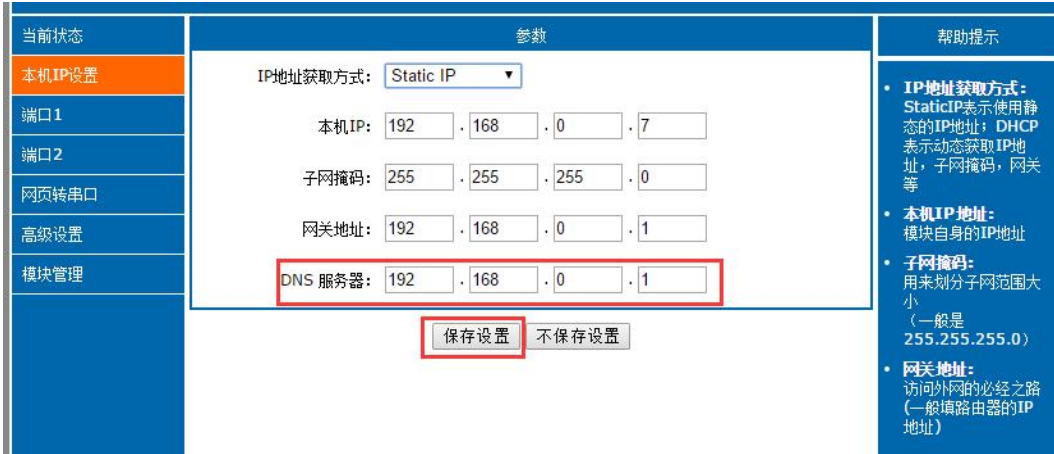 当前状态
本机IP设置
端口1
端口2
网页转串口
高级设置
模块管理
参数
IP地址获取方式： Static IP
本机IP： 192 . 168 . 0 . 7
子网掩码： 255 . 255 . 255 . 0
网关地址： 192 . 168 . 0 . 1
DNS 服务器： 192 . 168 . 0 . 1
保存设置 不保存设置
帮助提示
• IP地址获取方式：
StaticIP表示使用静
态的IP地址；DHCP
表示动态获取IP地
址，子网掩码，网关
等
• 本机IP地址：
模块自身的IP地址
• 子网掩码：
用来划分子网范围大
小
（一般是
255.255.255.0）
• 网关地址：
访问外网的必经之路
(一般填路由器的IP
地址)